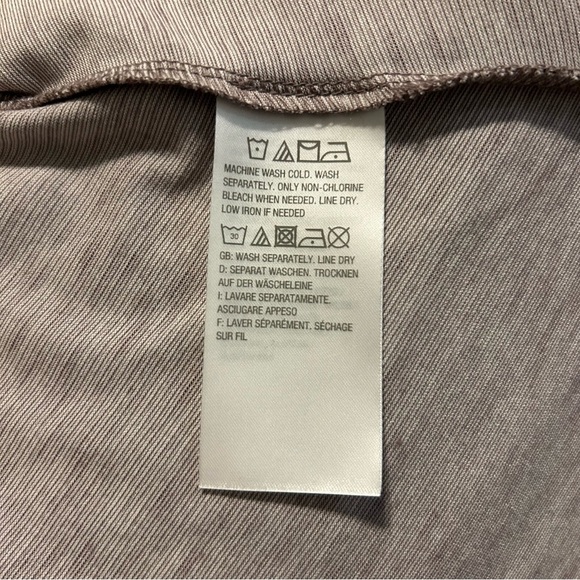 MACHINE WASH COLD. WASH
SEPARATELY. ONLY NON-CHLORINE
BLEACH WHEN NEEDED. LINE DRY.
LOW IRON IF NEEDED
30
GB: WASH SEPARATELY. LINE DRY
D: SEPARAT WASCHEN. TROCKNEN
AUF DER WÄSCHELEINE
I: LAVARE SEPARATAMENTE.
ASCIUGARE APPESO
F: LAVER SÉPARÉMENT. SÉCHAGE
SUR FIL